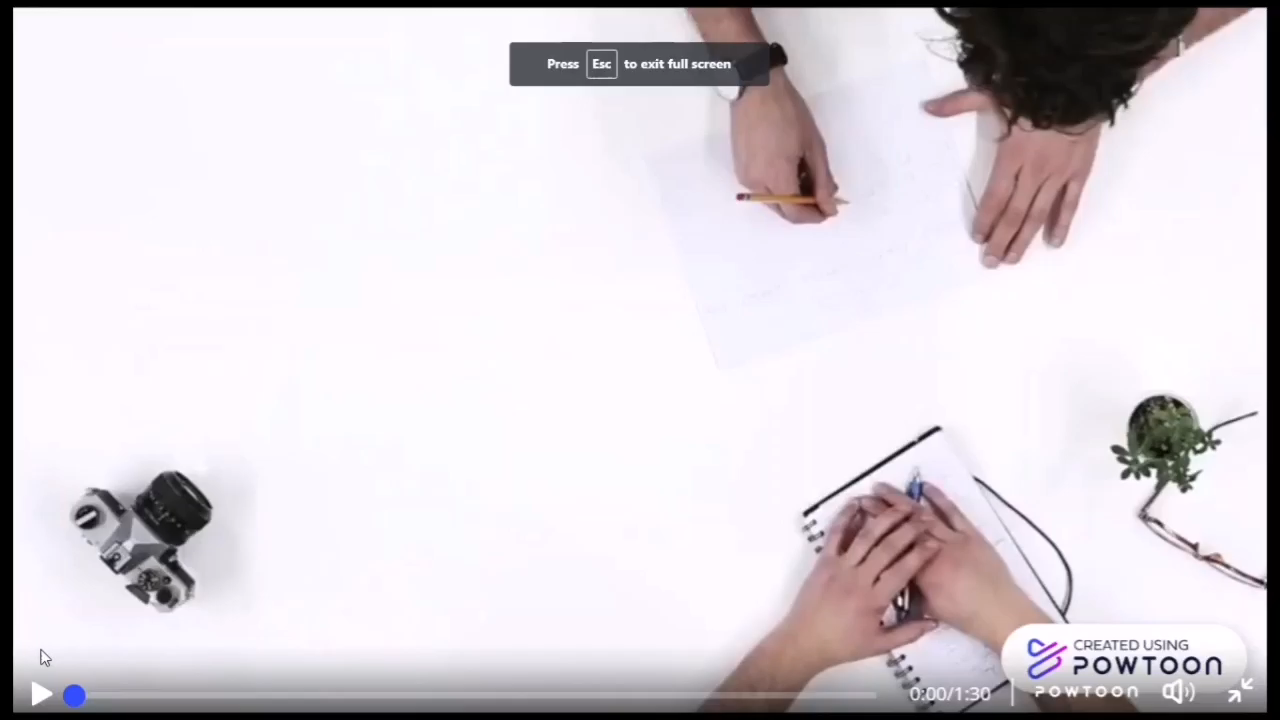 Press Esc to exit full screen
CREATED USING
POWTOON
0:00/1:30
POWTOON